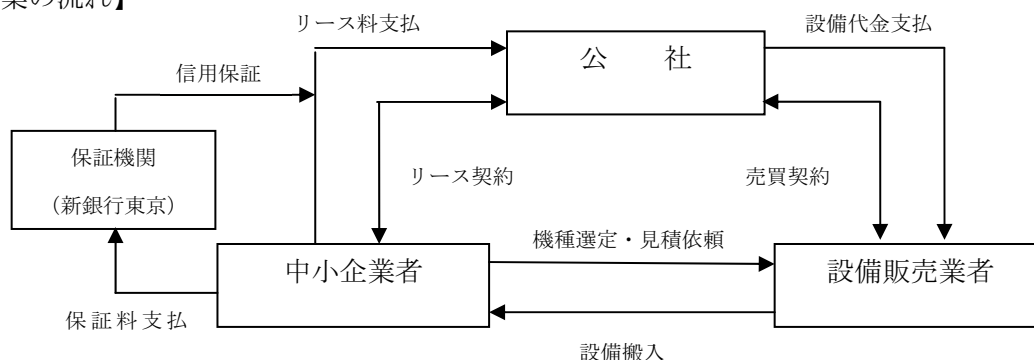 業の流れ】
リース料支払
設備代金支払
公　　社
信用保証
保証機関
（新銀行東京）
リース契約
売買契約
機種選定・見積依頼
中小企業者
設備販売業者
保証料支払
設備搬入